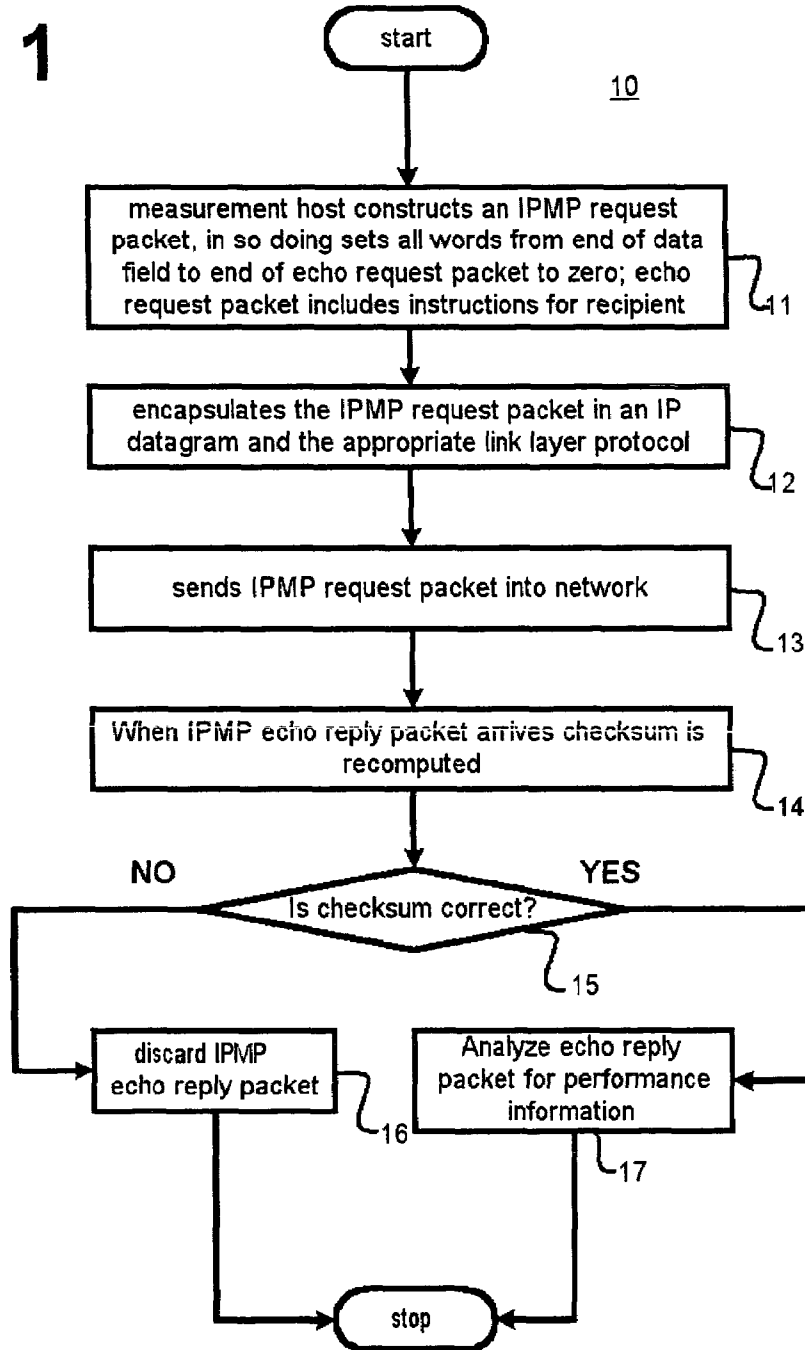 1
start
10
measurement host constructs an IPMP request
packet, in so doing sets all words from end of data
field to end of echo request packet to zero; echo
request packet includes instructions for recipient
11
encapsulates the IPMP request packet in an IP
datagram and the appropriate link layer protocol
12
sends IPMP request packet into network
13
When IPMP echo reply packet arrives checksum is
recomputed
14
NO
YES
Is checksum correct?
15
discard IPMP
echo reply packet
16
Analyze echo reply
packet for performance
information
17
stop